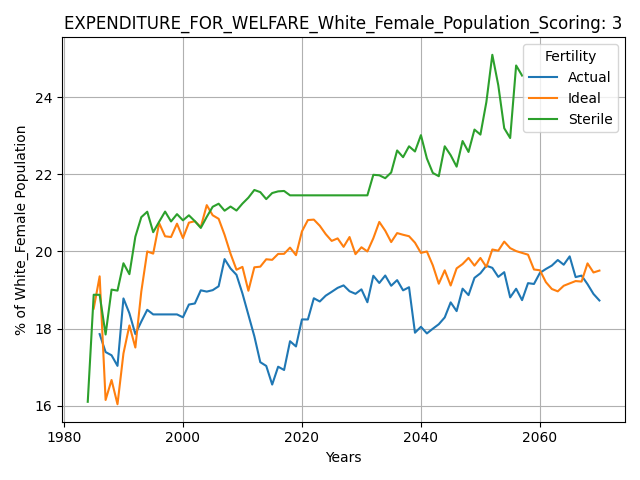 EXPENDITURE_FOR_WELFARE_White_Female_Population_Scoring: 3
% of White_Female Population
24
22
20
18
16
1980
2000
2020
2040
2060
Years
Fertility
Actual
Ideal
Sterile